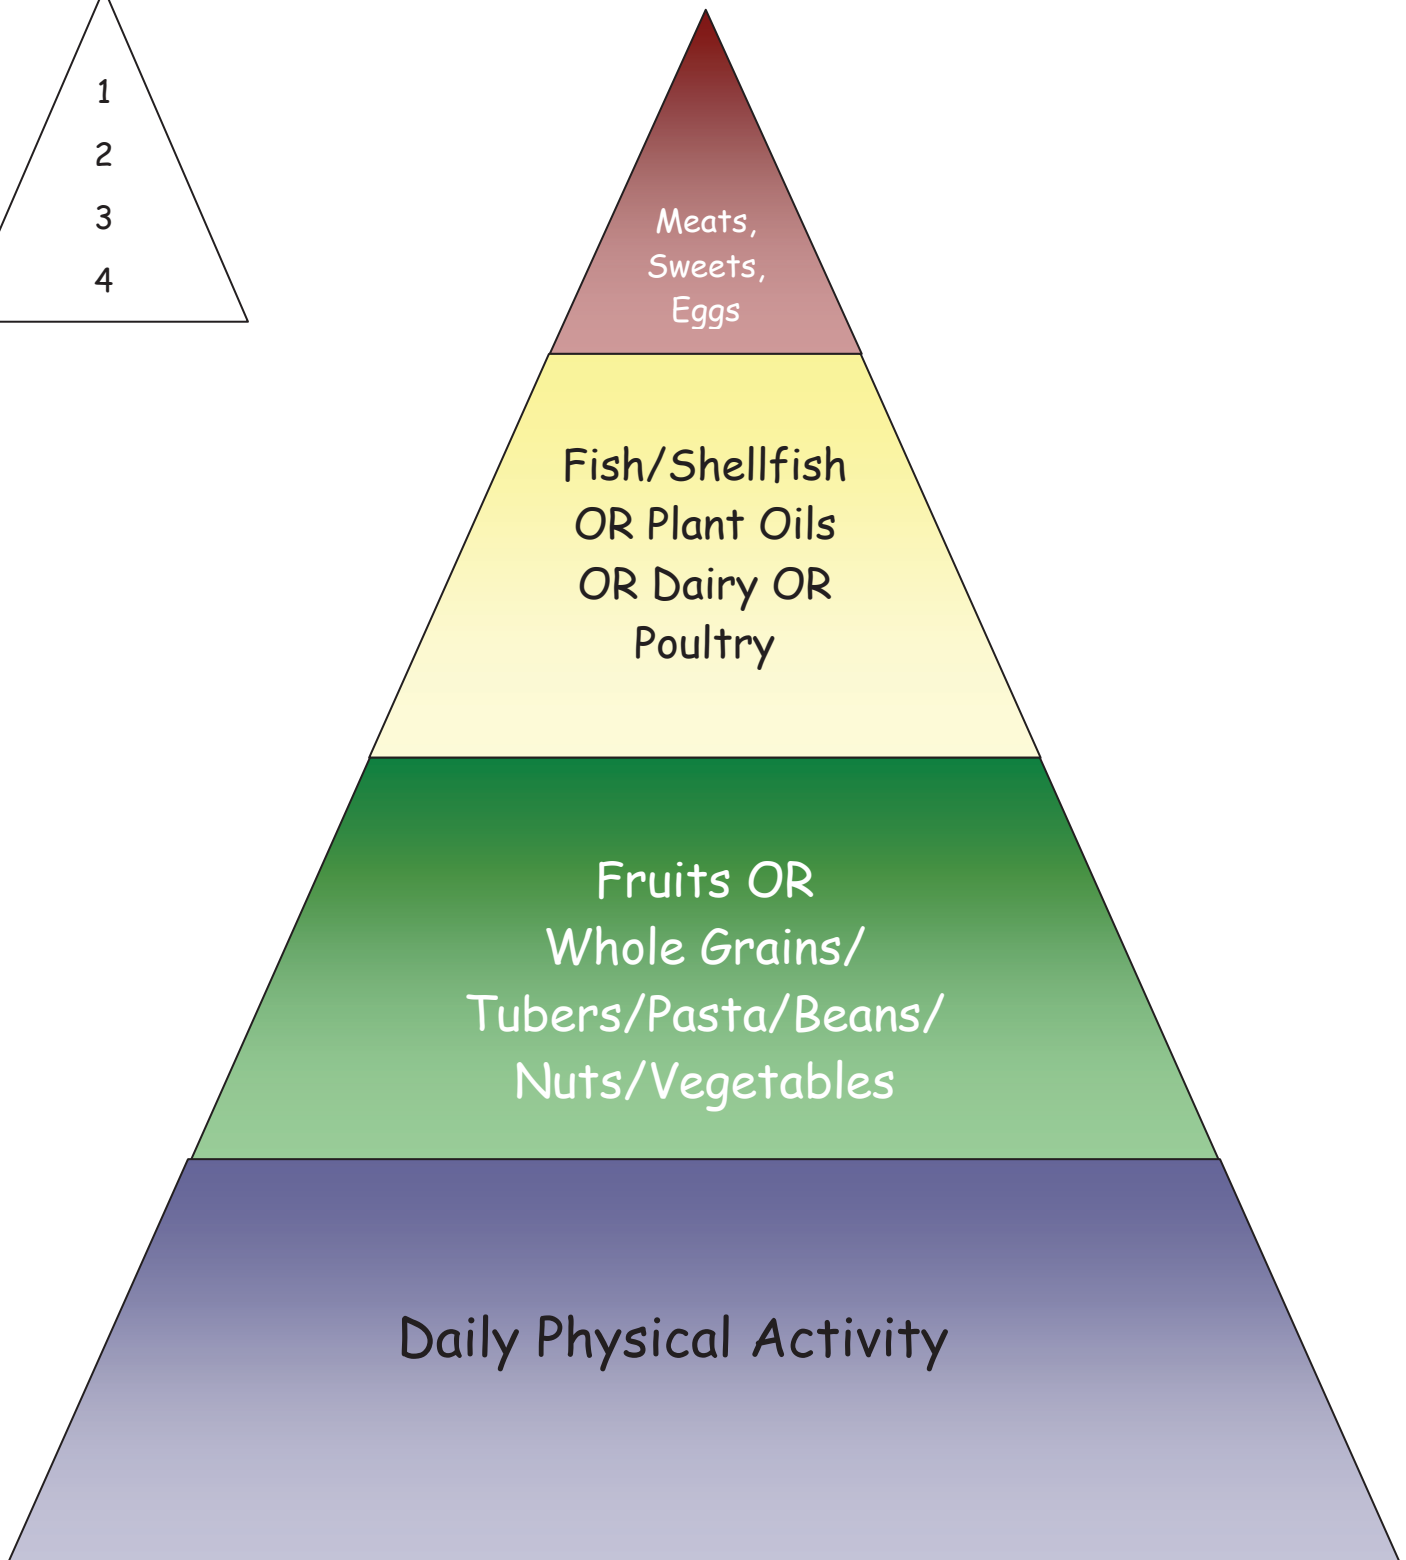 1
2
3
4
Meats,
Sweets,
Eggs
Fish/Shellfish
OR Plant Oils
OR Dairy OR
Poultry
Fruits OR
Whole Grains/
Tubers/Pasta/Beans/
Nuts/Vegetables
Daily Physical Activity